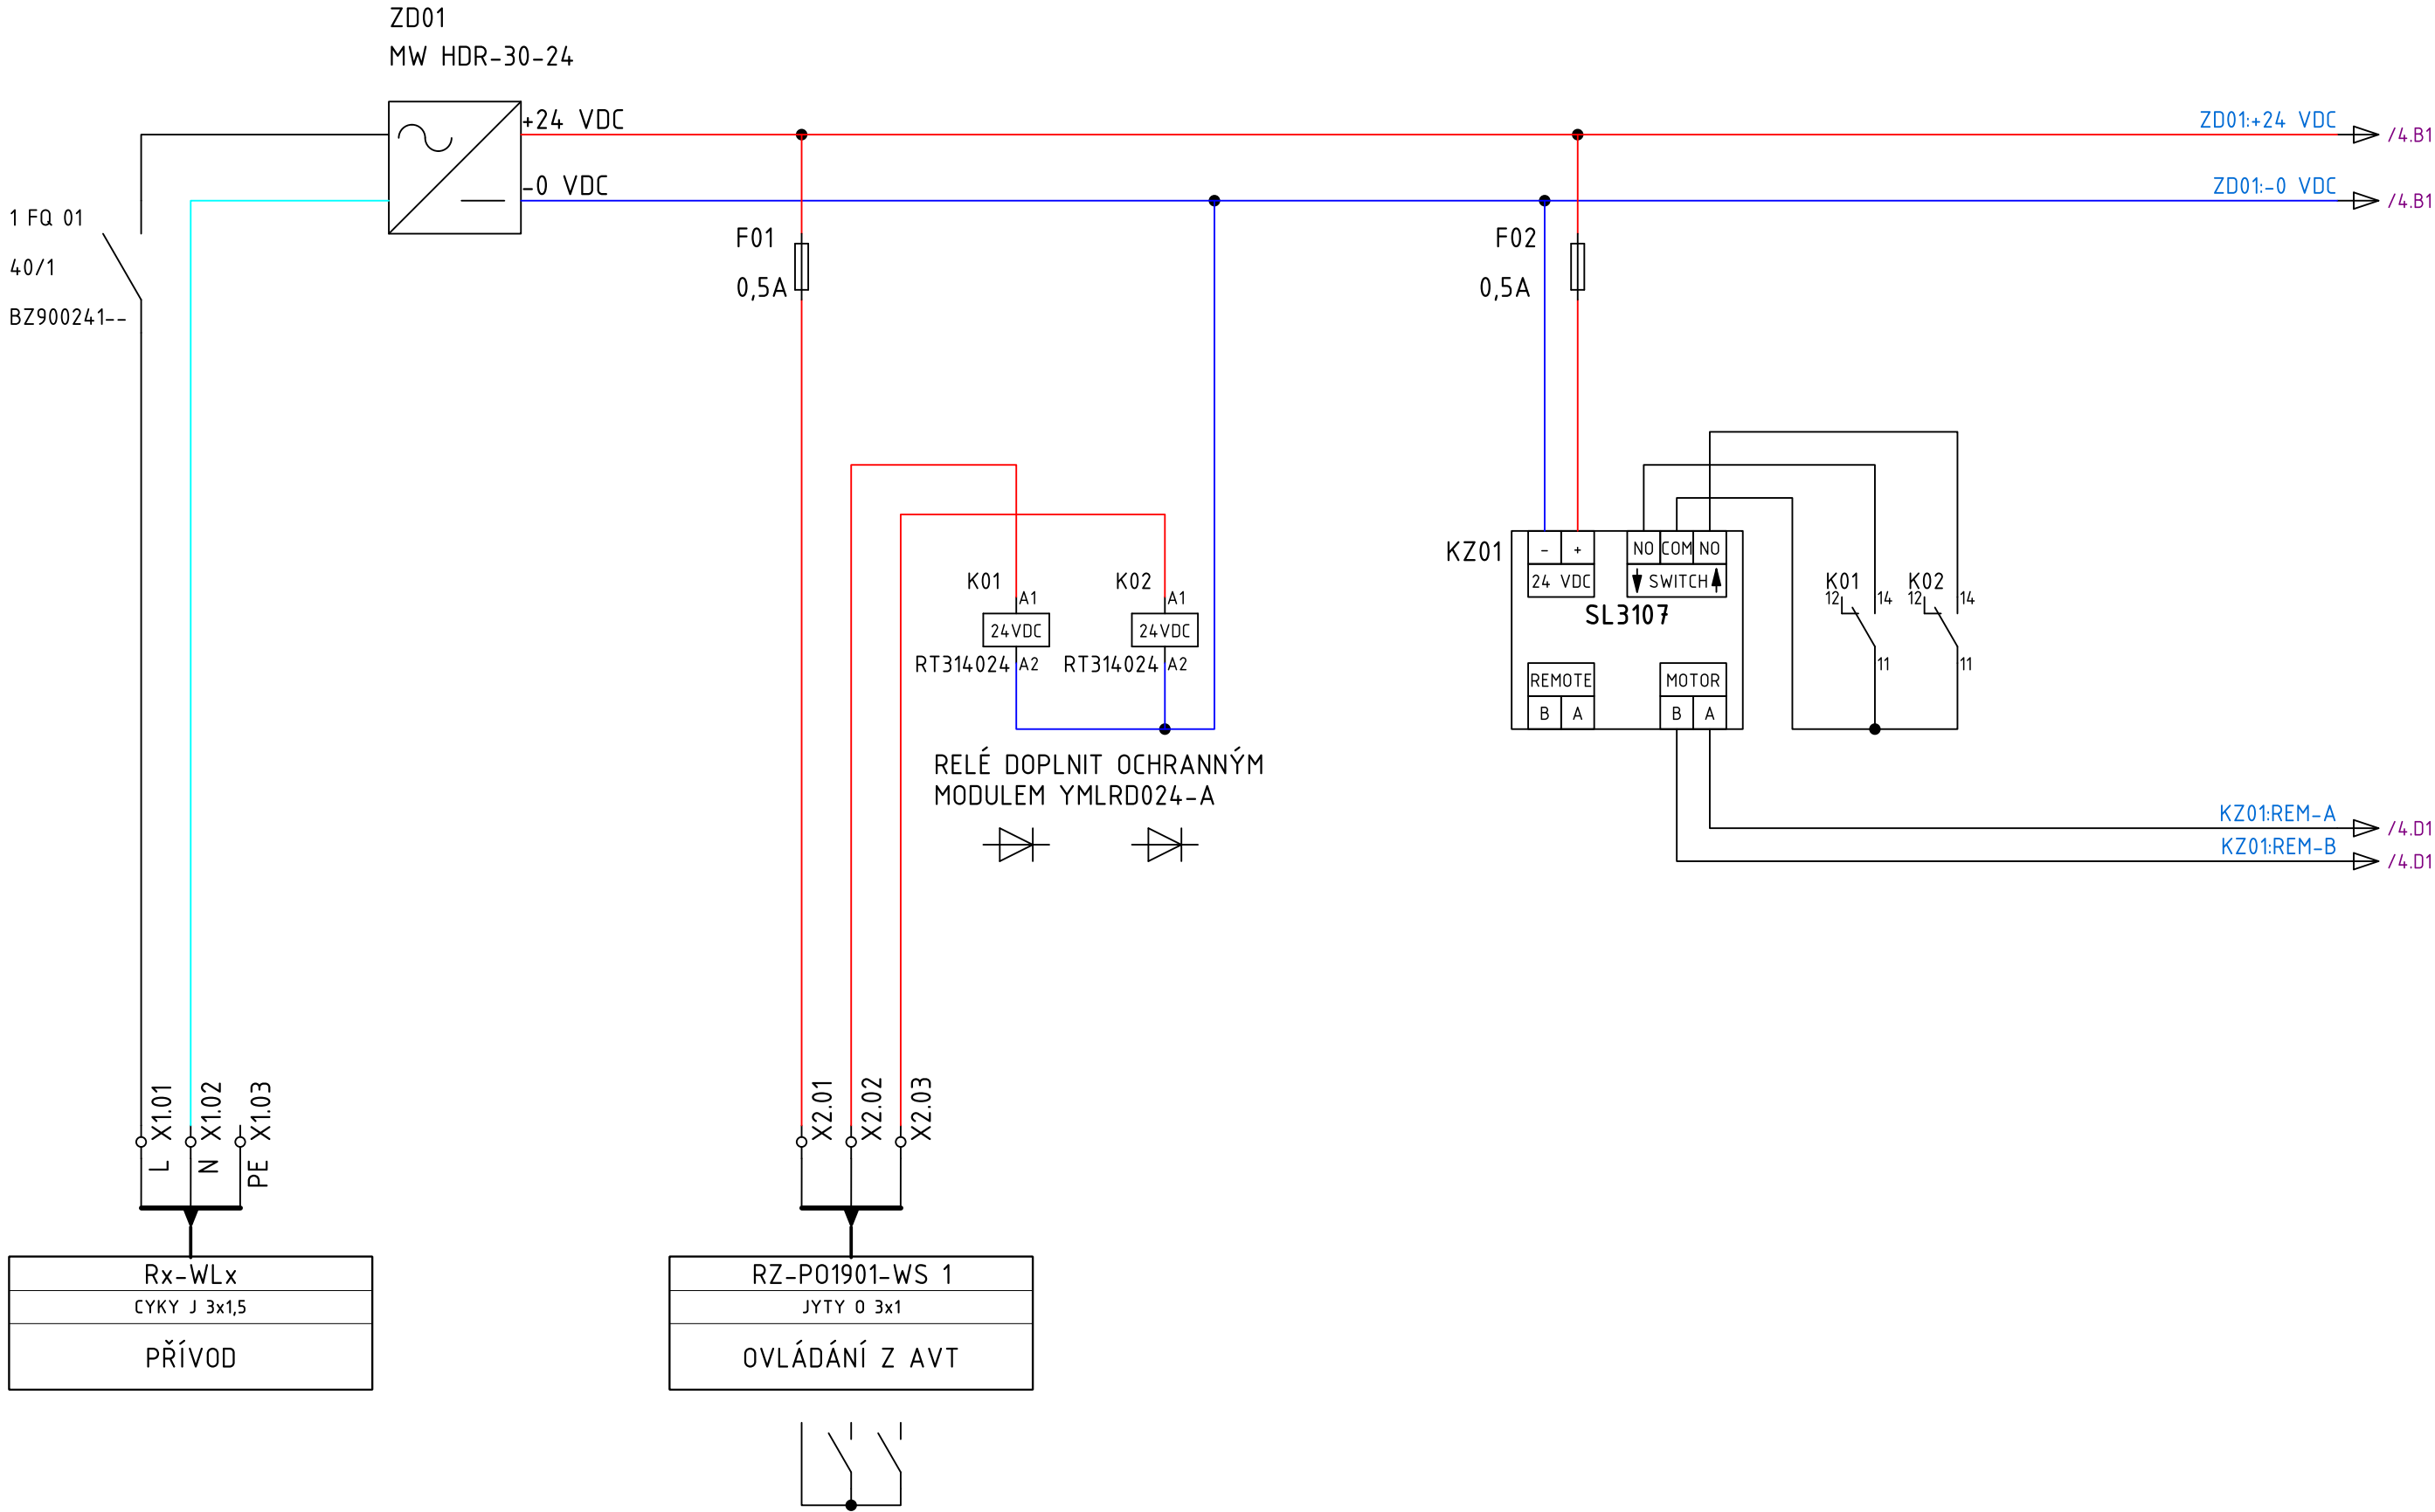 ZD01
MW HDR-30-24
+24 VDC
-0 VDC
ZD01:+24 VDC
/4.B1
ZD01:-0 VDC
/4.B1
1 FQ 01
40/1
BZ900241--
F01
0,5A
F02
0,5A
KZ01
- +
24 VDC
NO COM NO
SWITCH
SL3107
REMOTE
B A
MOTOR
B A
K01
A1
24VDC
RT314024 A2
K02
A1
24VDC
RT314024 A2
K01
12 14
11
K02
12 14
11
RELÉ DOPLNIT OCHRANNÝM
MODULEM YMLRD024-A
KZ01:REM-A
/4.D1
KZ01:REM-B
/4.D1
X1.01
X1.02
X1.03
L
N
PE
X2.01
X2.02
X2.03
Rx-WLx
CYKY J 3x1,5
PŘÍVOD
RZ-PO1901-WS 1
JYTY O 3x1
OVLÁDÁNÍ Z AVT